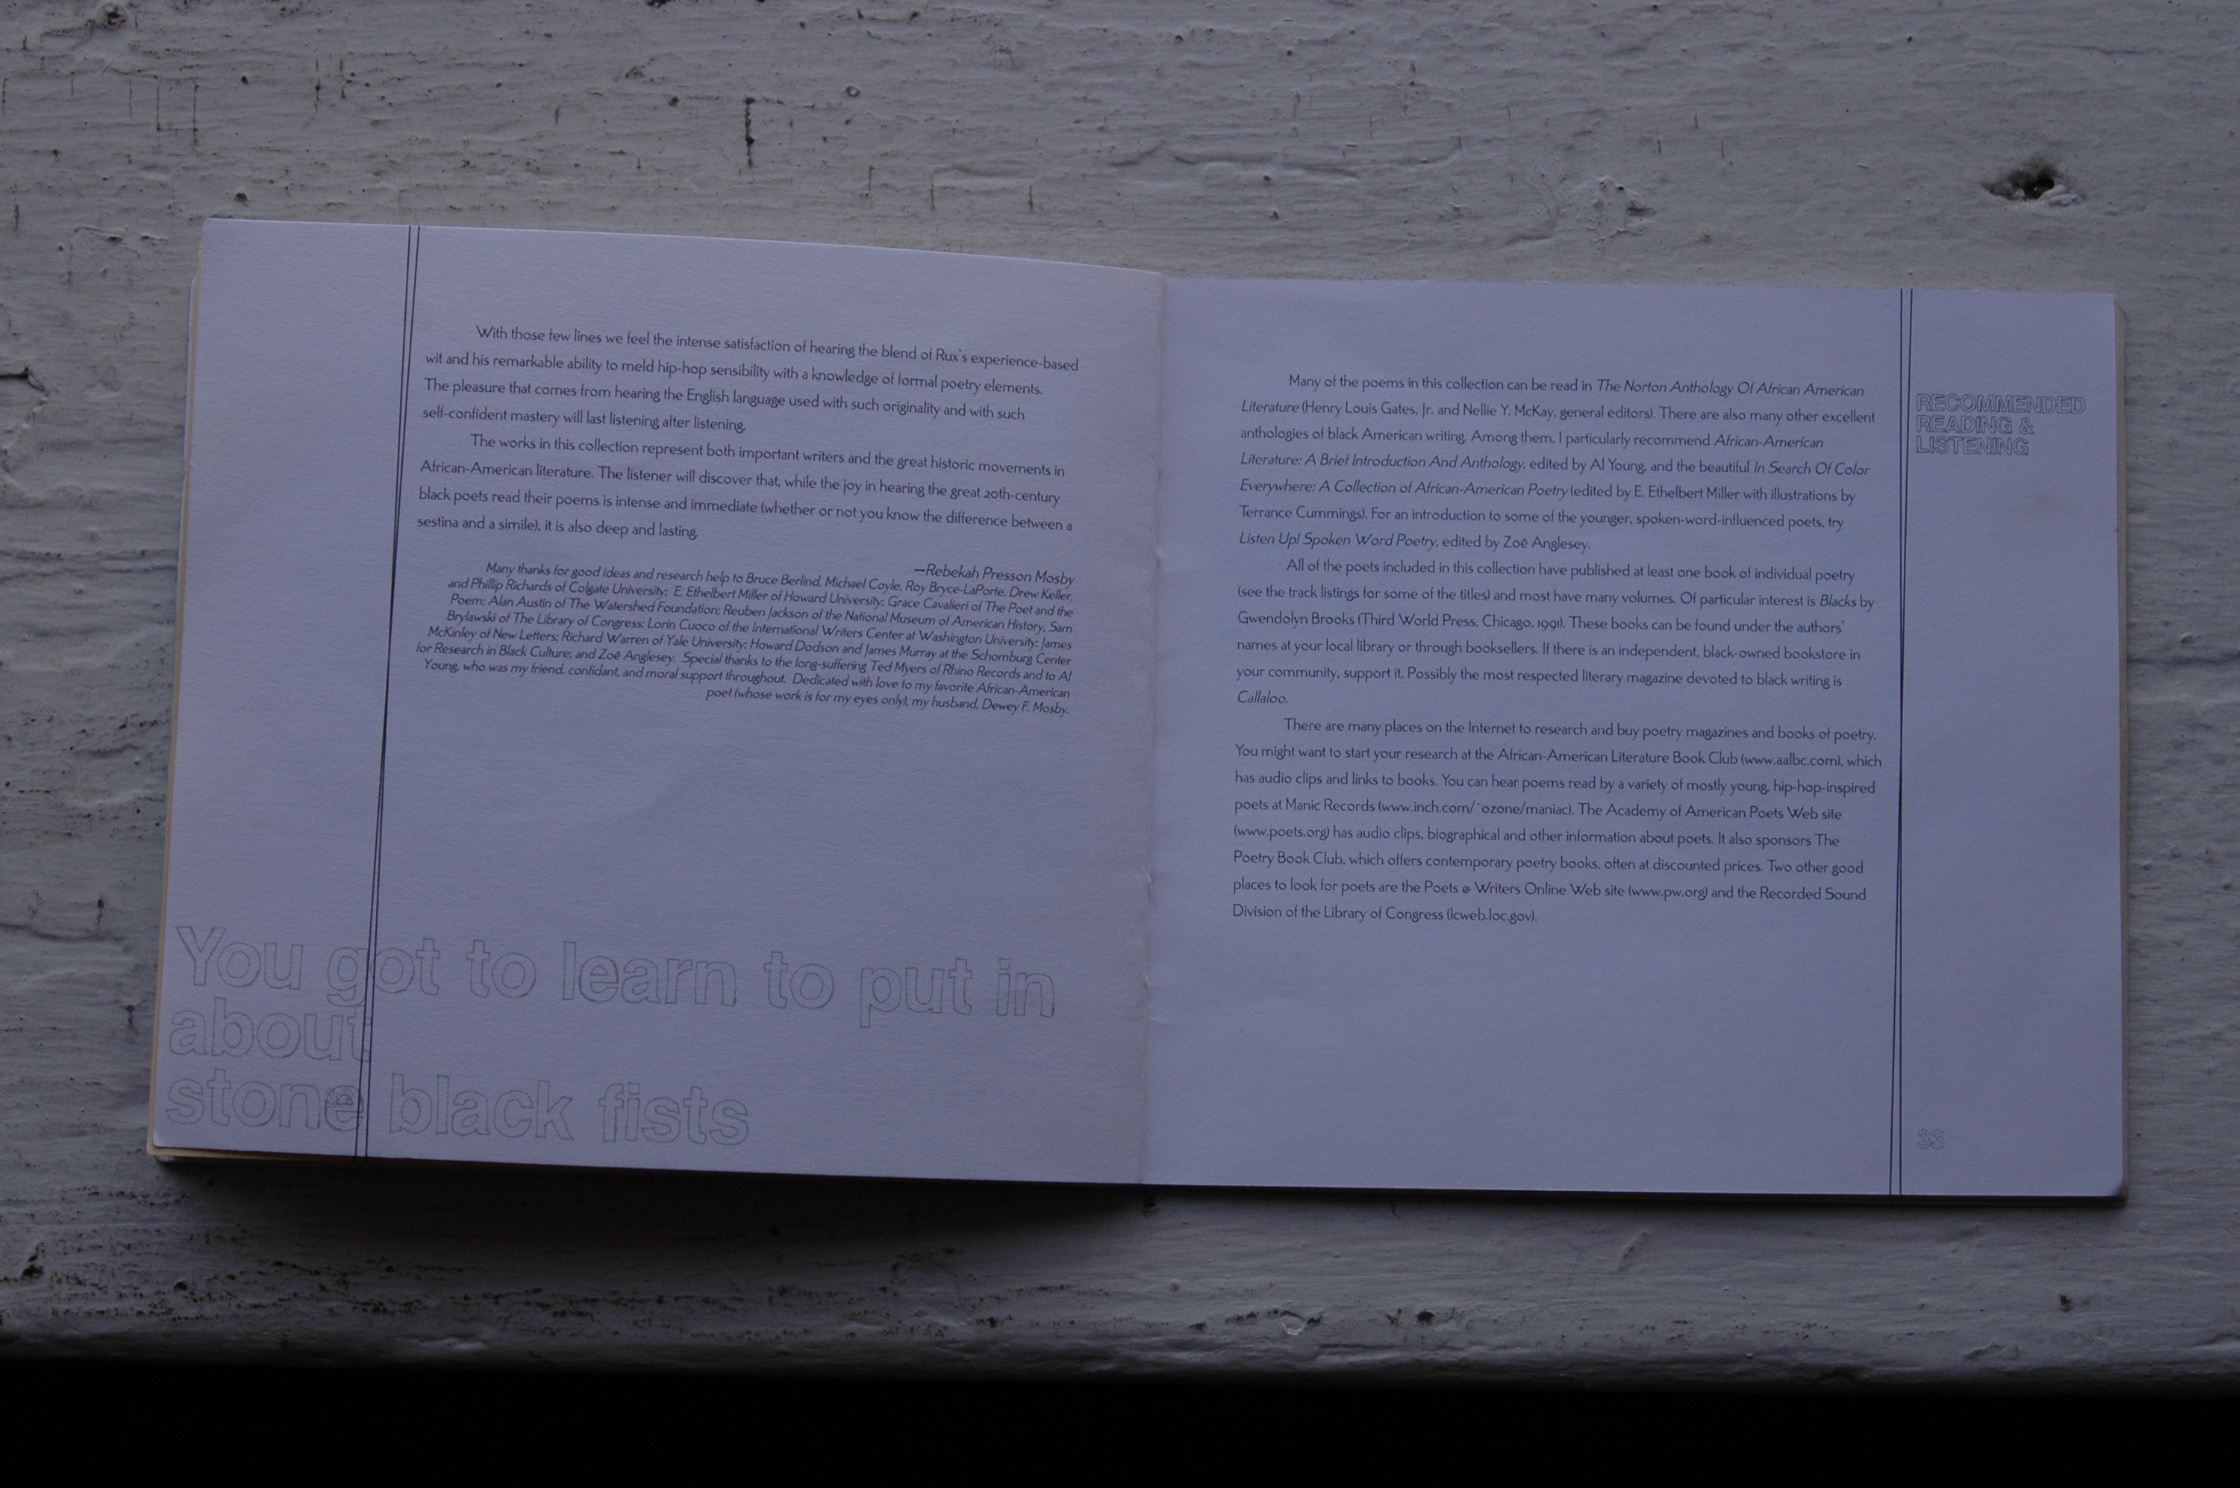 With those few lines we feel the intense satisfaction of hearing the blend of Rux's experience-based
wit and his remarkable ability to meld hip-hop sensibility with a knowledge of formal poetry elements.
The pleasure that comes from hearing the English language used with such originality and with such
self-confident mastery will last listening after listening.
The works in this collection represent both important writers and the great historic movements in
African-American literature. The listener will discover that, while the joy in hearing the great 20th-century
black poets read their poems is intense and immediate (whether or not you know the difference between a
sestina and a simile), it is also deep and lasting.
—Rebekah Presson Mosby
Many thanks for good ideas and research help to Bruce Berlind, Michael Coyle, Roy Bryce-LaPorte, Drew Keller,
and Phillip Richards of Colgate University; E. Ethelbert Miller of Howard University; Grace Cavalieri of The Poet and the
Poem; Alan Austin of The Watershed Foundation; Reuben Jackson of the National Museum of American History, Sam
Brylawski of The Library of Congress; Lorin Cuoco of the International Writers Center at Washington University; James
McKinley of New Letters; Richard Warren of Yale University; Howard Dodson and James Murray at the Schomburg Center
for Research in Black Culture; and Zoë Anglesey. Special thanks to the long-suffering Ted Myers of Rhino Records and to Al
Young, who was my friend, confidant, and moral support throughout. Dedicated with love to my favorite African-American
poet (whose work is for my eyes only), my husband, Dewey F. Mosby.
You got to learn to put in
about
stone black fists
Many of the poems in this collection can be read in The Norton Anthology Of African American
Literature (Henry Louis Gates, Jr. and Nellie Y. McKay, general editors). There are also many other excellent
anthologies of black American writing. Among them, I particularly recommend African-American
Literature: A Brief Introduction And Anthology, edited by Al Young, and the beautiful In Search Of Color
Everywhere: A Collection of African-American Poetry (edited by E. Ethelbert Miller with illustrations by
Terrance Cummings). For an introduction to some of the younger, spoken-word-influenced poets, try
Listen Up! Spoken Word Poetry, edited by Zoë Anglesey.
All of the poets included in this collection have published at least one book of individual poetry
(see the track listings for some of the titles) and most have many volumes. Of particular interest is Blacks by
Gwendolyn Brooks (Third World Press, Chicago, 1991). These books can be found under the authors'
names at your local library or through booksellers. If there is an independent, black-owned bookstore in
your community, support it. Possibly the most respected literary magazine devoted to black writing is
Callaloo.
There are many places on the Internet to research and buy poetry magazines and books of poetry.
You might want to start your research at the African-American Literature Book Club (www.aalbc.com), which
has audio clips and links to books. You can hear poems read by a variety of mostly young, hip-hop-inspired
poets at Manic Records (www.inch.com/~ozone/maniac). The Academy of American Poets Web site
(www.poets.org) has audio clips, biographical and other information about poets. It also sponsors The
Poetry Book Club, which offers contemporary poetry books, often at discounted prices. Two other good
places to look for poets are the Poets & Writers Online Web site (www.pw.org) and the Recorded Sound
Division of the Library of Congress (lcweb.loc.gov).
RECOMMENDED
READING &
LISTENING
33